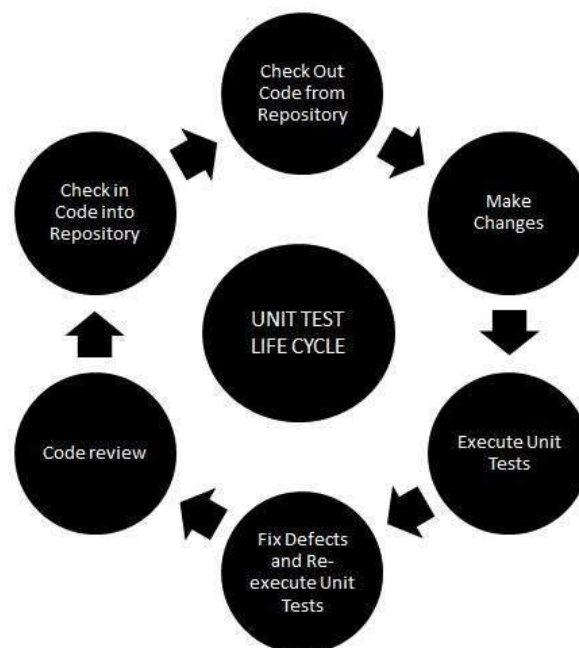 Check Out
Code from
Repository
Make
Changes
Execute Unit
Tests
Fix Defects
and Re-
execute Unit
Tests
Code review
Check in
Code into
Repository
UNIT TEST
LIFE CYCLE